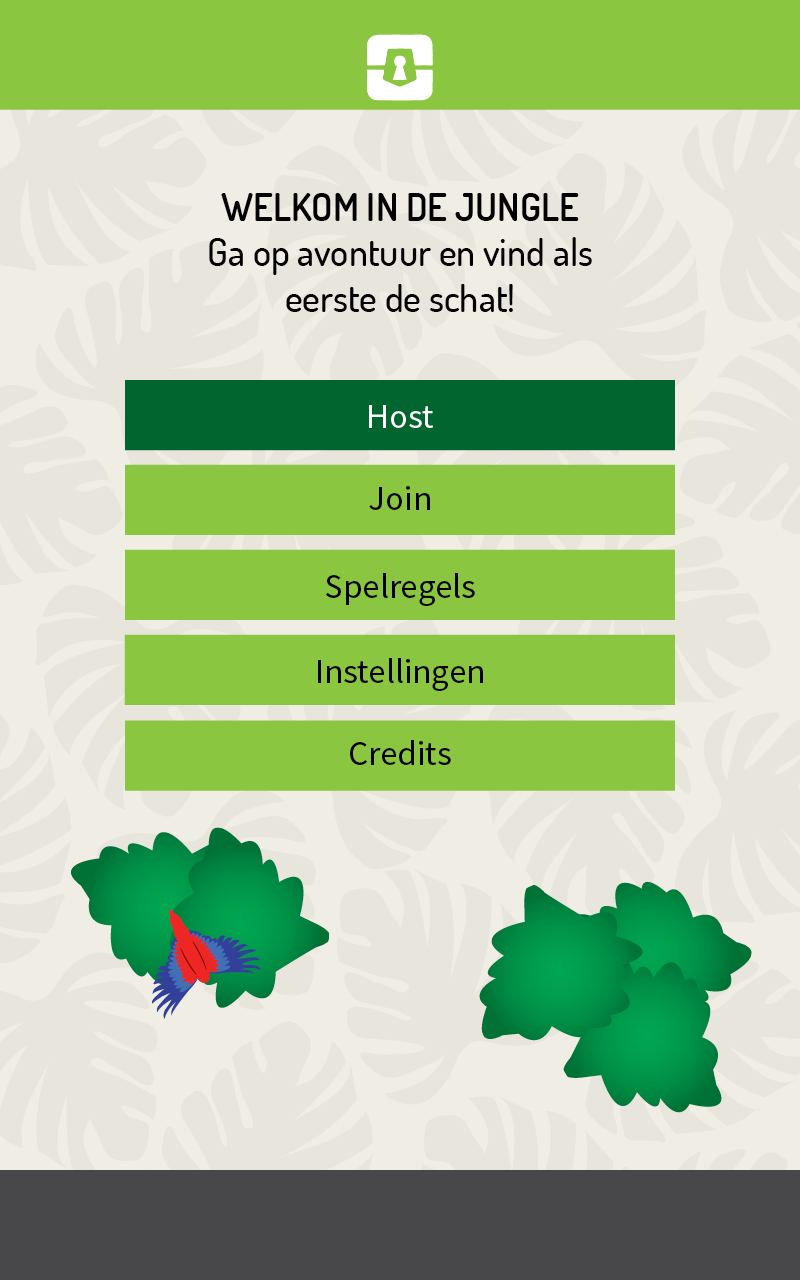 WELKOM IN DE JUNGLE
Ga op avontuur en vind als
eerste de schat!
Host
Join
Spelregels
Instellingen
Credits